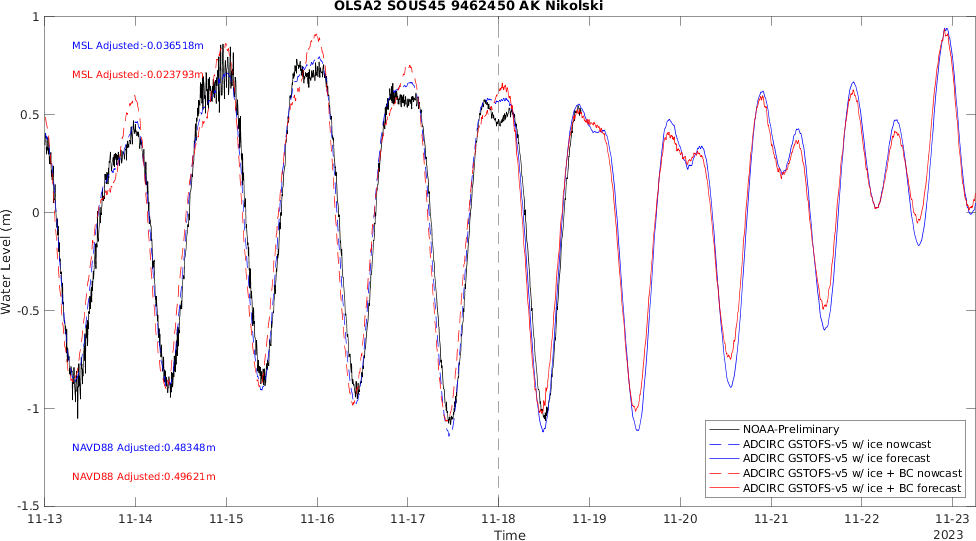 OLSA2 SOUS45 9462450 AK Nikolski
MSL Adjusted:-0.036518m
MSL Adjusted:-0.023793m
NAVD88 Adjusted:0.48348m
NAVD88 Adjusted:0.49621m
Water Level (m)
1
0.5
0
-0.5
-1
-1.5
NOAA-Preliminary
ADCIRC GSTOFS-v5 w/ ice nowcast
ADCIRC GSTOFS-v5 w/ ice forecast
ADCIRC GSTOFS-v5 w/ ice + BC nowcast
ADCIRC GSTOFS-v5 w/ ice + BC forecast
11-13 11-14 11-15 11-16 11-17 11-18 11-19 11-20 11-21 11-22 11-23
2023
Time